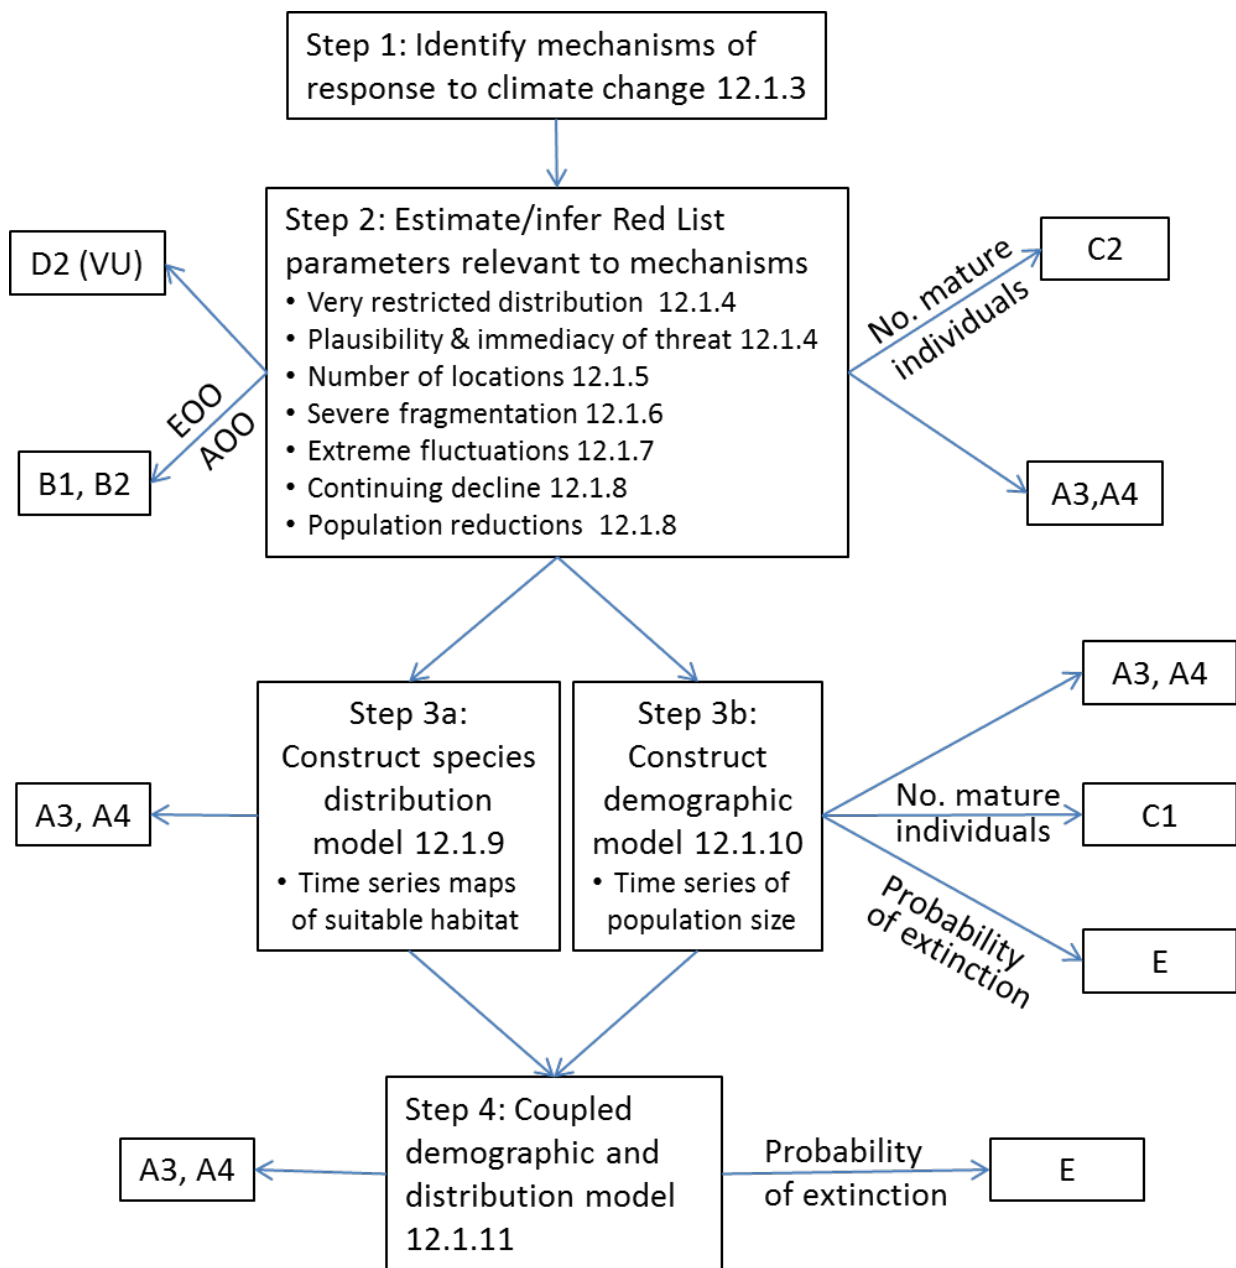 Step 1: Identify mechanisms of
response to climate change 12.1.3
Step 2: Estimate/infer Red List
parameters relevant to mechanisms
• Very restricted distribution 12.1.4
• Plausibility & immediacy of threat 12.1.4
• Number of locations 12.1.5
• Severe fragmentation 12.1.6
• Extreme fluctuations 12.1.7
• Continuing decline 12.1.8
• Population reductions 12.1.8
D2 (VU)
EOO
AOO
B1, B2
No. mature
individuals
C2
A3,A4
Step 3a:
Construct species
distribution
model 12.1.9
• Time series maps
of suitable habitat
A3, A4
Step 3b:
Construct
demographic
model 12.1.10
• Time series of
population size
A3, A4
No. mature
individuals
C1
Probability
of extinction
E
Step 4: Coupled
demographic and
distribution model
12.1.11
A3, A4
Probability
of extinction
E